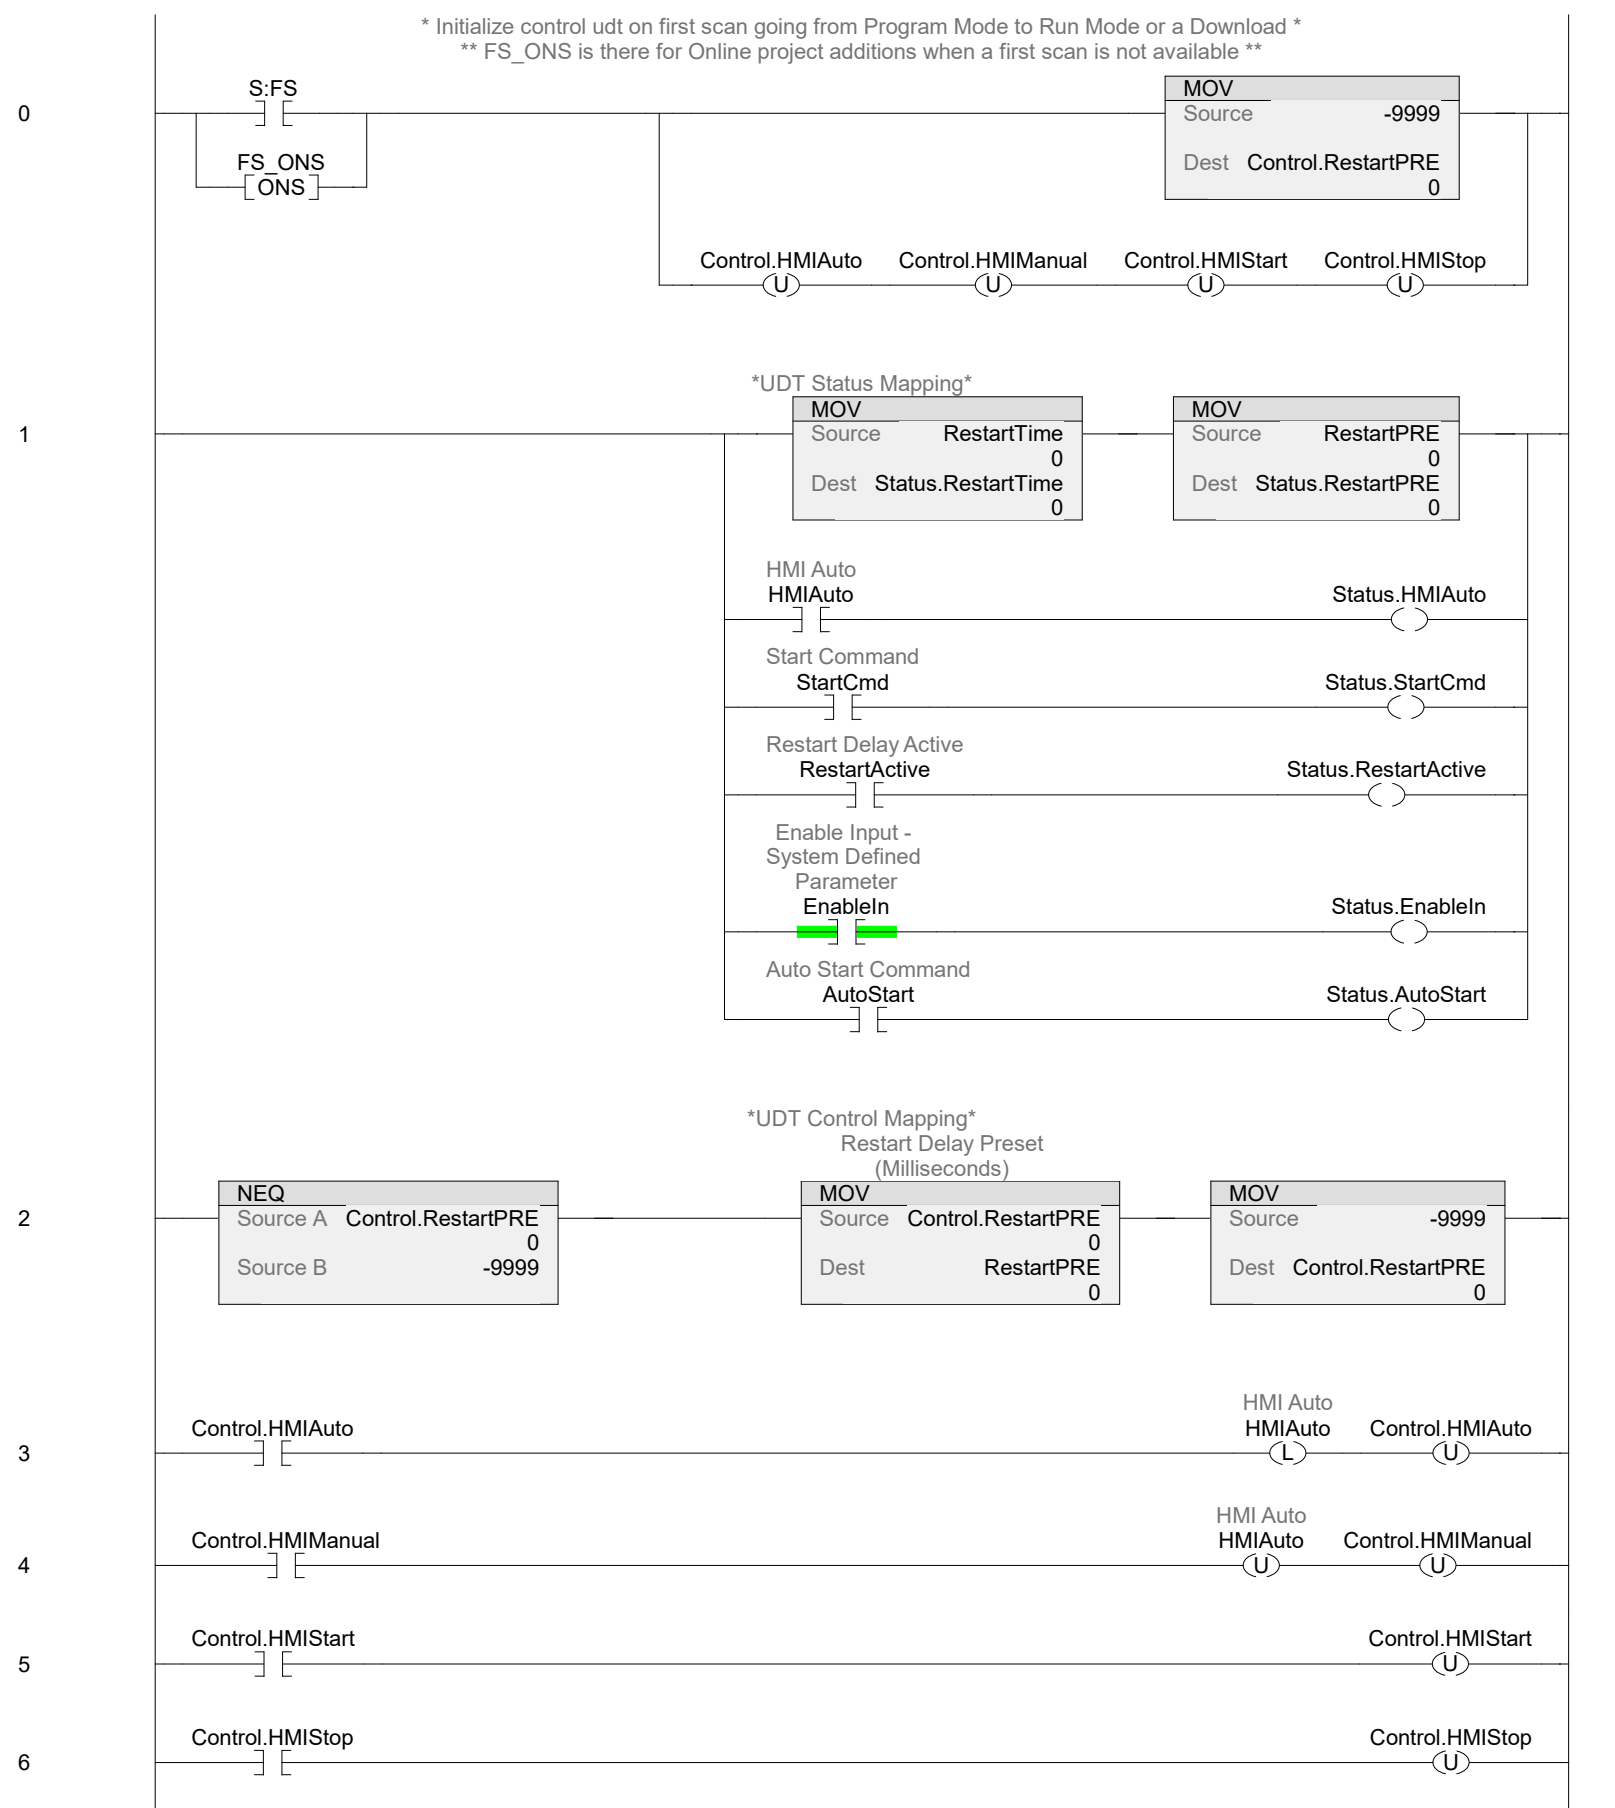 * Initialize control udt on first scan going from Program Mode to Run Mode or a Download *
** FS_ONS is there for Online project additions when a first scan is not available **
0
S:FS
FS_ONS
ONS
MOV
Source -9999
Dest Control.RestartPRE
0
Control.HMIAuto Control.HMIManual Control.HMIStart Control.HMIStop
U U U U
*UDT Status Mapping*
1
MOV
Source RestartTime
0
Dest Status.RestartTime
0
MOV
Source RestartPRE
0
Dest Status.RestartPRE
0
HMI Auto
HMIAuto Status.HMIAuto
Start Command
StartCmd Status.StartCmd
Restart Delay Active
RestartActive Status.RestartActive
Enable Input -
System Defined
Parameter
EnableIn Status.EnableIn
Auto Start Command
AutoStart Status.AutoStart
*UDT Control Mapping*
Restart Delay Preset
(Milliseconds)
2
NEQ
Source A Control.RestartPRE
0
Source B -9999
MOV
Source Control.RestartPRE
0
Dest RestartPRE
0
MOV
Source -9999
Dest Control.RestartPRE
0
HMI Auto
Control.HMIAuto HMIAuto Control.HMIAuto
3 L U
HMI Auto
Control.HMIManual HMIAuto Control.HMIManual
4 U U
Control.HMIStart Control.HMIStart
5 U
Control.HMIStop Control.HMIStop
6 U